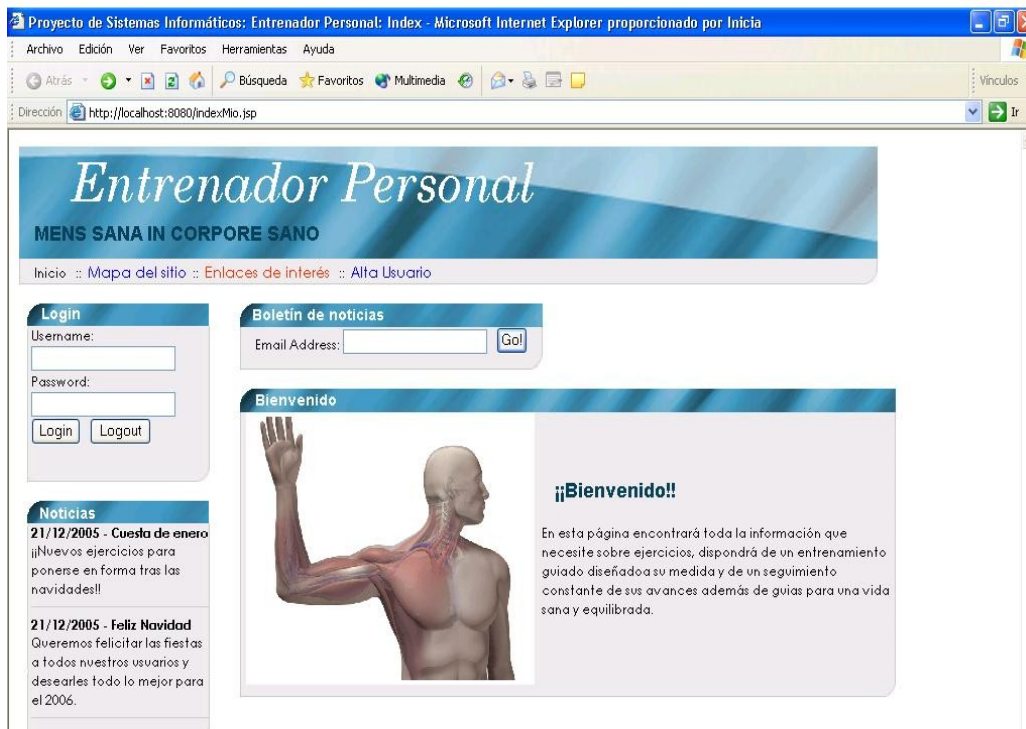 Proyecto de Sistemas Informáticos: Entrenador Personal: Index - Microsoft Internet Explorer proporcionado por Inicia
Archivo Edición Ver Favoritos Herramientas Ayuda
Atrás Búsqueda Favoritos Multimedia Vínculos
Dirección http://localhost:8080/indexMio.jsp Ir
Entrenador Personal
MENS SANA IN CORPORE SANO
Inicio :: Mapa del sitio :: Enlaces de interés :: Alta Usuario
Login
Username:
Password:
Login Logout
Boletín de noticias
Email Address: Go!
Noticias
21/12/2005 - Cuesta de enero
¡¡Nuevos ejercicios para
ponerse en forma tras las
navidades!!
21/12/2005 - Feliz Navidad
Queremos felicitar las fiestas
a todos nuestros usuarios y
desearles todo lo mejor para
el 2006.
Bienvenido
¡¡Bienvenido!!
En esta página encontrará toda la información que
necesite sobre ejercicios, dispondrá de un entrenamiento
guiado diseñadoa su medida y de un seguimiento
constante de sus avances además de guias para una vida
sana y equilibrada.